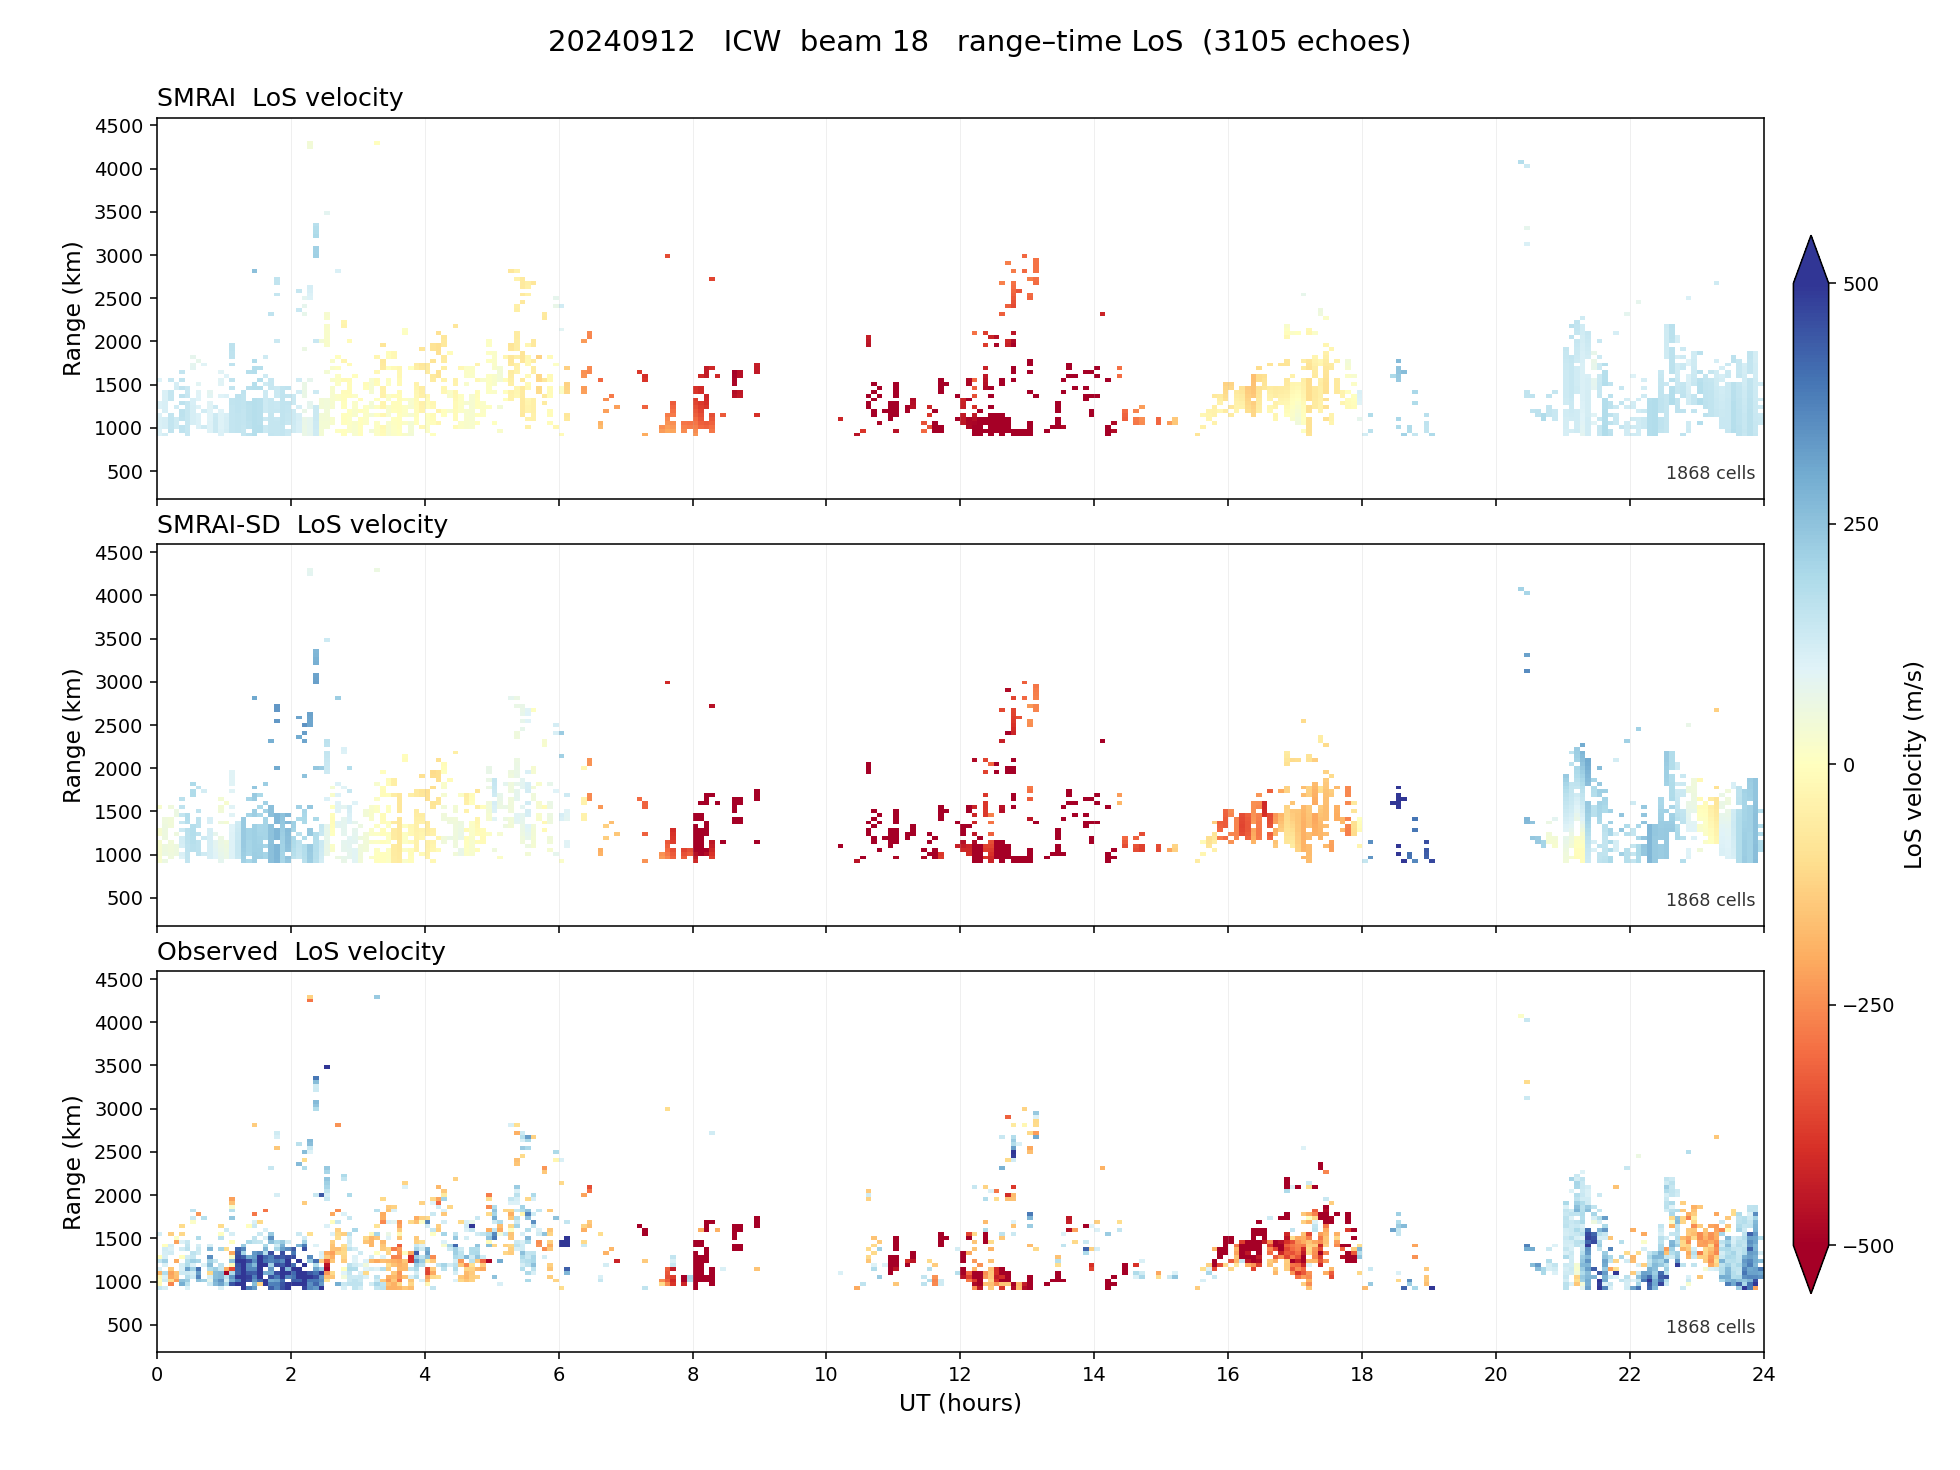 20240912   ICW  beam 18   range–time LoS  (3105 echoes)
SMRAI  LoS velocity
4500
4000
3500
3000
2500
2000
1500
1000
500
Range (km)
1868 cells
SMRAI-SD  LoS velocity
4500
4000
3500
3000
2500
2000
1500
1000
500
Range (km)
1868 cells
Observed  LoS velocity
4500
4000
3500
3000
2500
2000
1500
1000
500
Range (km)
1868 cells
0 2 4 6 8 10 12 14 16 18 20 22 24
UT (hours)
500
250
0
−250
−500
LoS velocity (m/s)